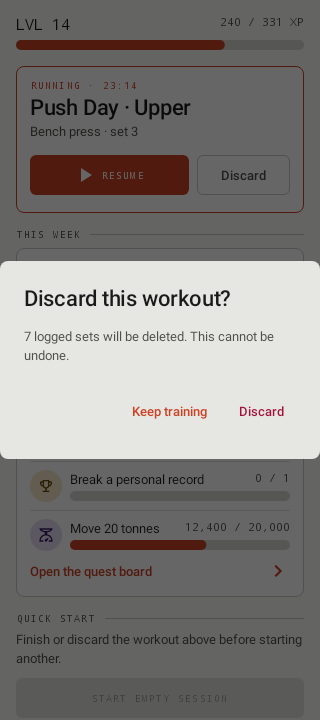 LVL 14
240 / 331 XP
RUNNING · 23:14
Push Day · Upper
Bench press · set 3
RESUME
Discard
THIS WEEK
Discard this workout?
7 logged sets will be deleted. This cannot be
undone.
Keep training
Discard
Break a personal record
0 / 1
Move 20 tonnes
12,400 / 20,000
Open the quest board
QUICK START
Finish or discard the workout above before starting
another.
START EMPTY SESSION